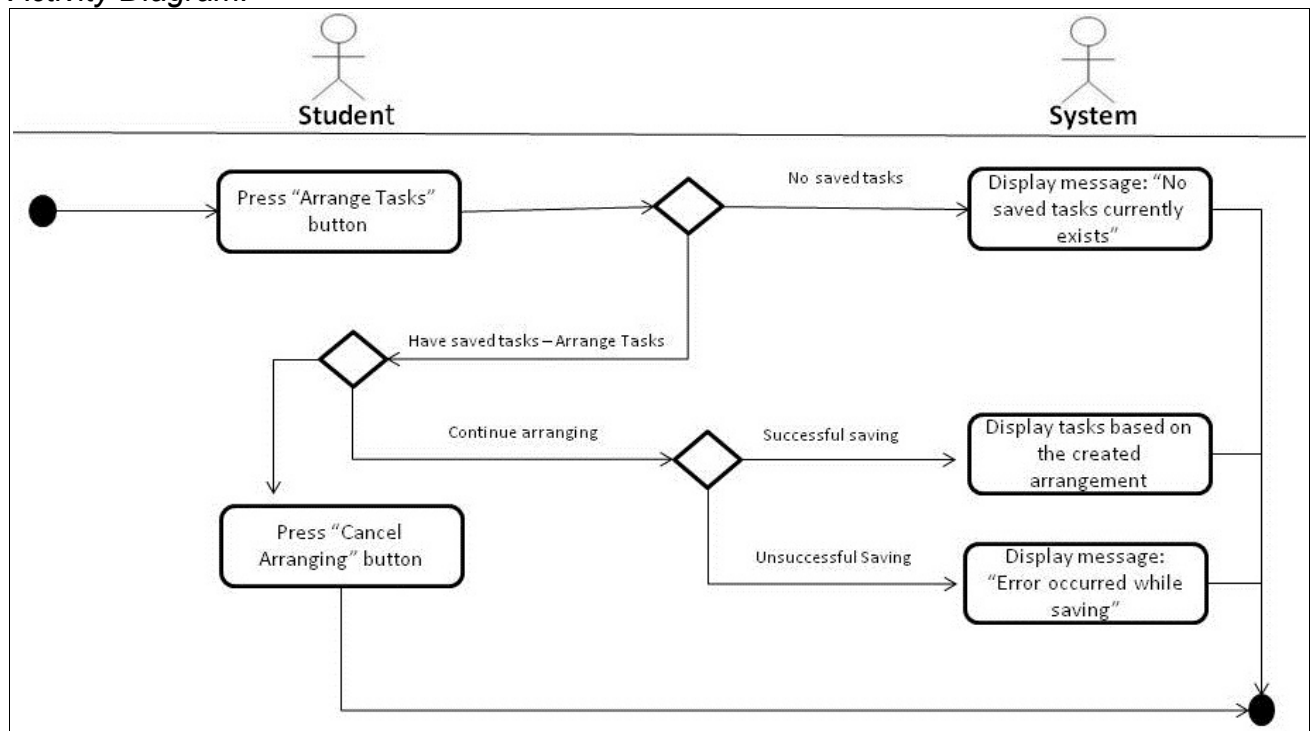 Activity Diagram:
Student
System
Press "Arrange Tasks"
button
No saved tasks
Display message: "No
saved tasks currently
exists"
Have saved tasks – Arrange Tasks
Continue arranging
Successful saving
Display tasks based on
the created
arrangement
Press "Cancel
Arranging" button
Unsuccessful Saving
Display message:
"Error occurred while
saving"